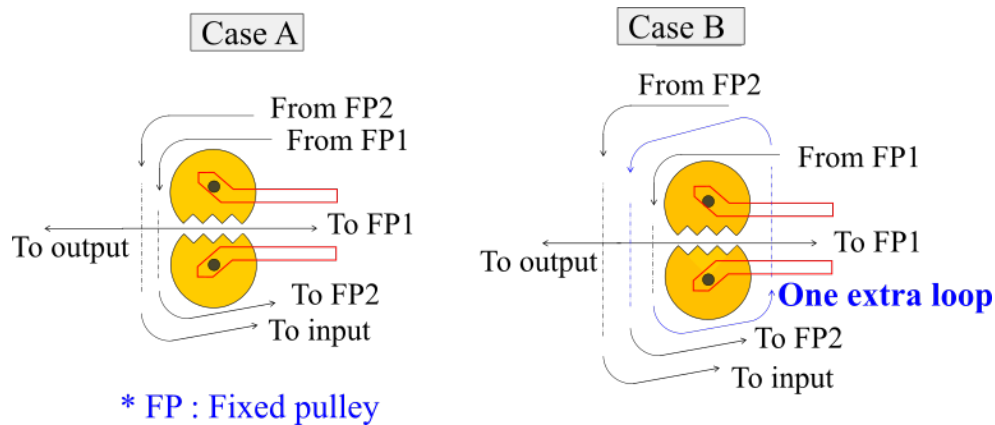 Case A
From FP2
From FP1
To FP1
To output
To FP2
To input
* FP : Fixed pulley
Case B
From FP2
From FP1
To FP1
To output
One extra loop
To FP2
To input